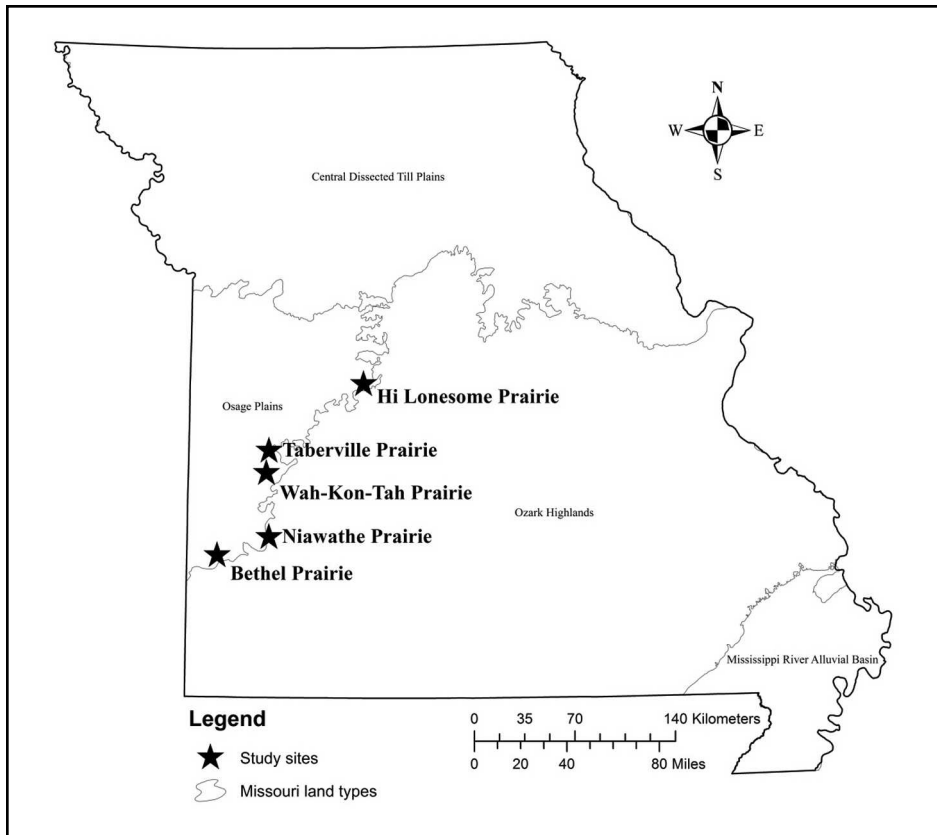 N
W E
S
Central Dissected Till Plains
Hi Lonesome Prairie
Osage Plains
Taberville Prairie
Wah-Kon-Tah Prairie
Ozark Highlands
Niawathe Prairie
Bethel Prairie
Mississippi River Alluvial Basin
Legend
Study sites
Missouri land types
0 35 70 140 Kilometers
0 20 40 80 Miles